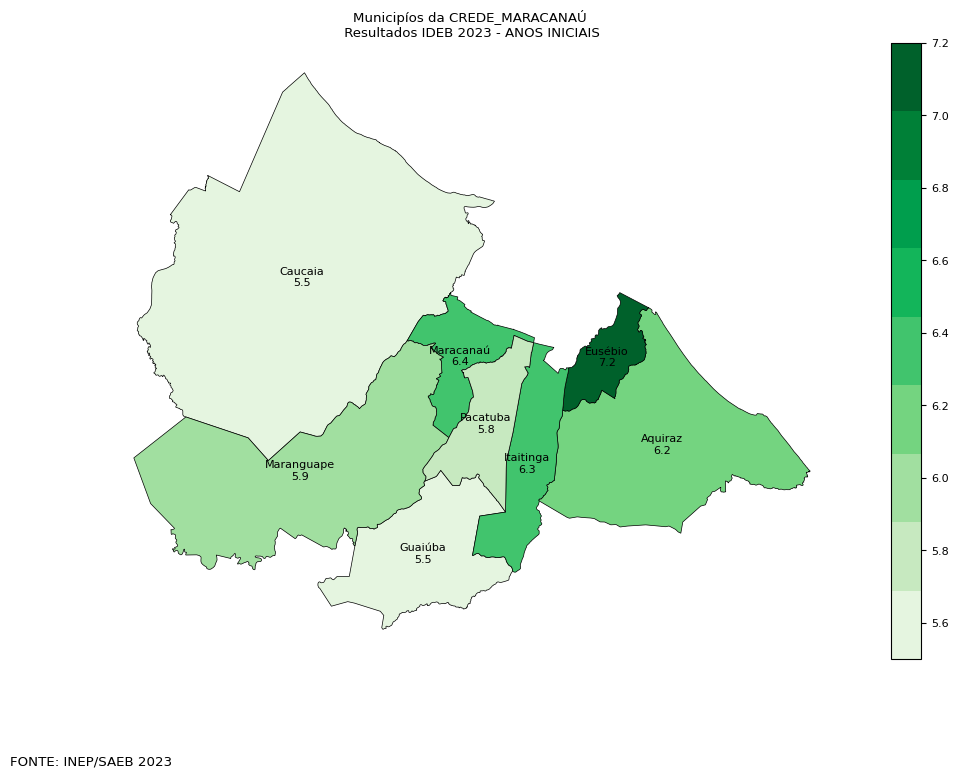 Municipíos da CREDE_MARACANAÚ
Resultados IDEB 2023 - ANOS INICIAIS
7.2
7.0
6.8
6.6
6.4
6.2
6.0
5.8
5.6
Caucaia
5.5
Maracanaú
6.4
Eusébio
7.2
Pacatuba
5.8
Aquiraz
6.2
Itaitinga
6.3
Maranguape
5.9
Guaiúba
5.5
FONTE: INEP/SAEB 2023